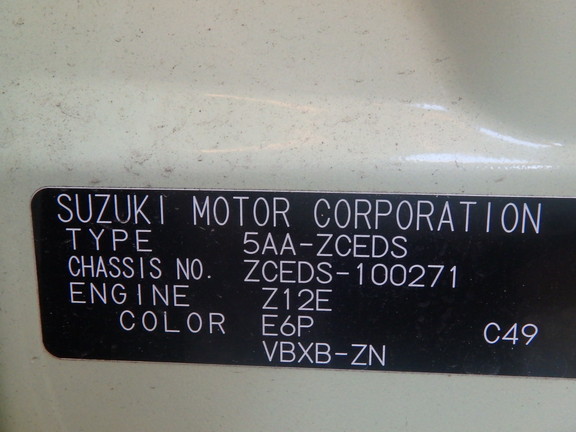 SUZUKI MOTOR CORPORATION
TYPE 5AA-ZCEDS
CHASSIS NO. ZCEDS-100271
ENGINE Z12E
COLOR E6P C49
VBXB-ZN